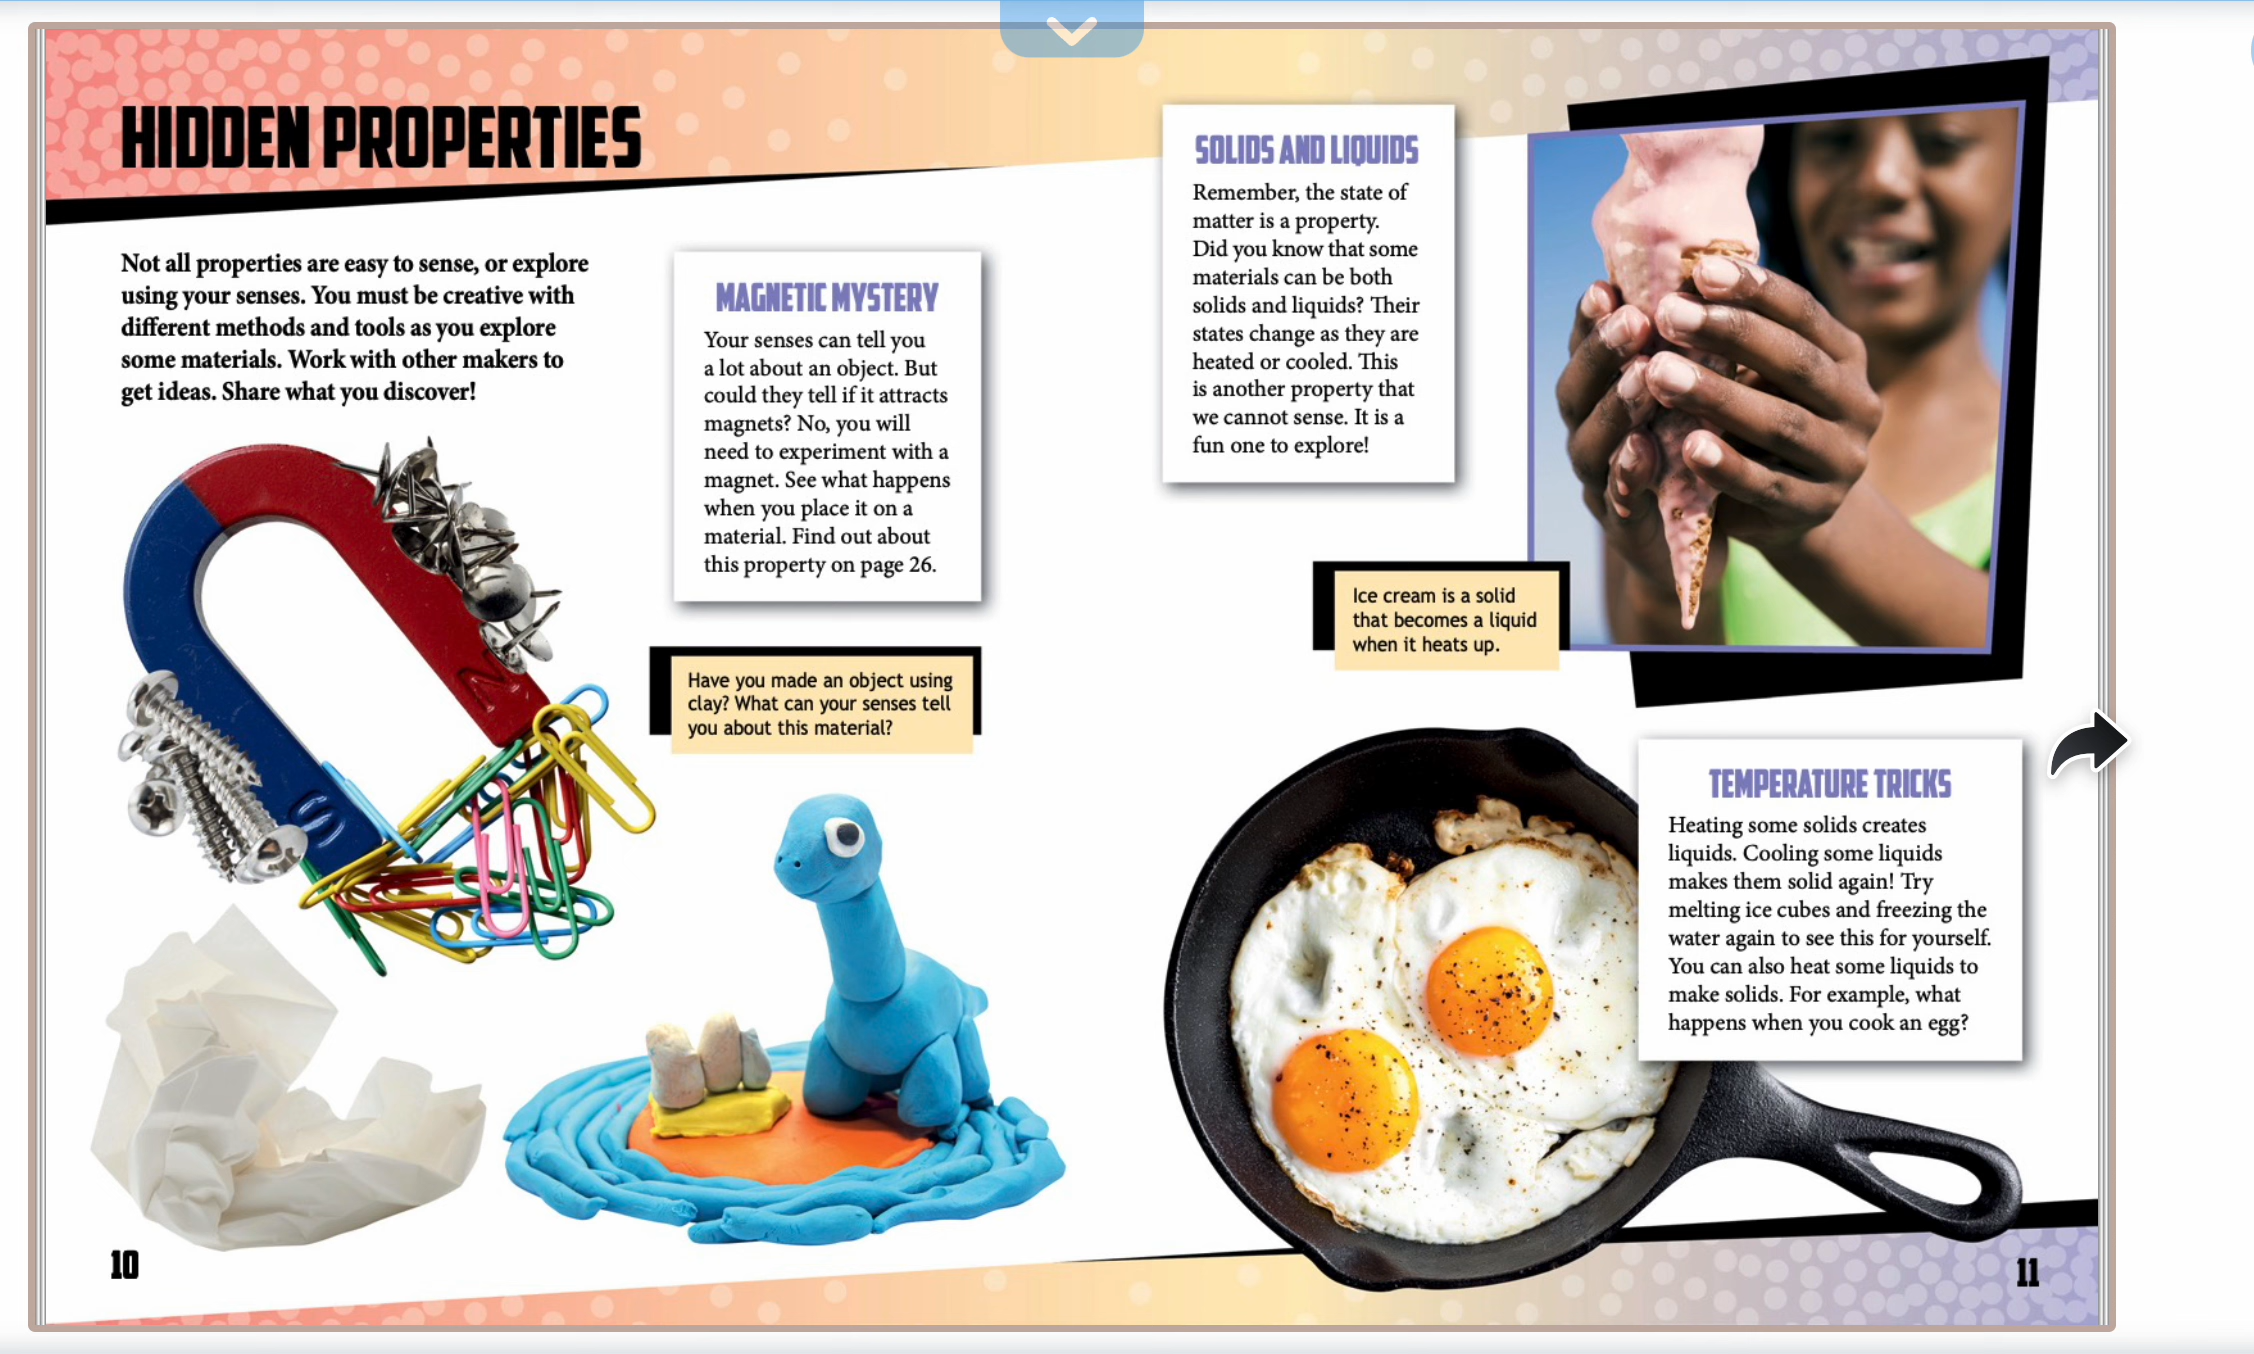 HIDDEN PROPERTIES
Not all properties are easy to sense, or explore
using your senses. You must be creative with
different methods and tools as you explore
some materials. Work with other makers to
get ideas. Share what you discover!
MAGNETIC MYSTERY
Your senses can tell you
a lot about an object. But
could they tell if it attracts
magnets? No, you will
need to experiment with a
magnet. See what happens
when you place it on a
material. Find out about
this property on page 26.
Have you made an object using
clay? What can your senses tell
you about this material?
N
S
10
SOLIDS AND LIQUIDS
Remember, the state of
matter is a property.
Did you know that some
materials can be both
solids and liquids? Their
states change as they are
heated or cooled. This
is another property that
we cannot sense. It is a
fun one to explore!
Ice cream is a solid
that becomes a liquid
when it heats up.
TEMPERATURE TRICKS
Heating some solids creates
liquids. Cooling some liquids
makes them solid again! Try
melting ice cubes and freezing the
water again to see this for yourself.
You can also heat some liquids to
make solids. For example, what
happens when you cook an egg?
11